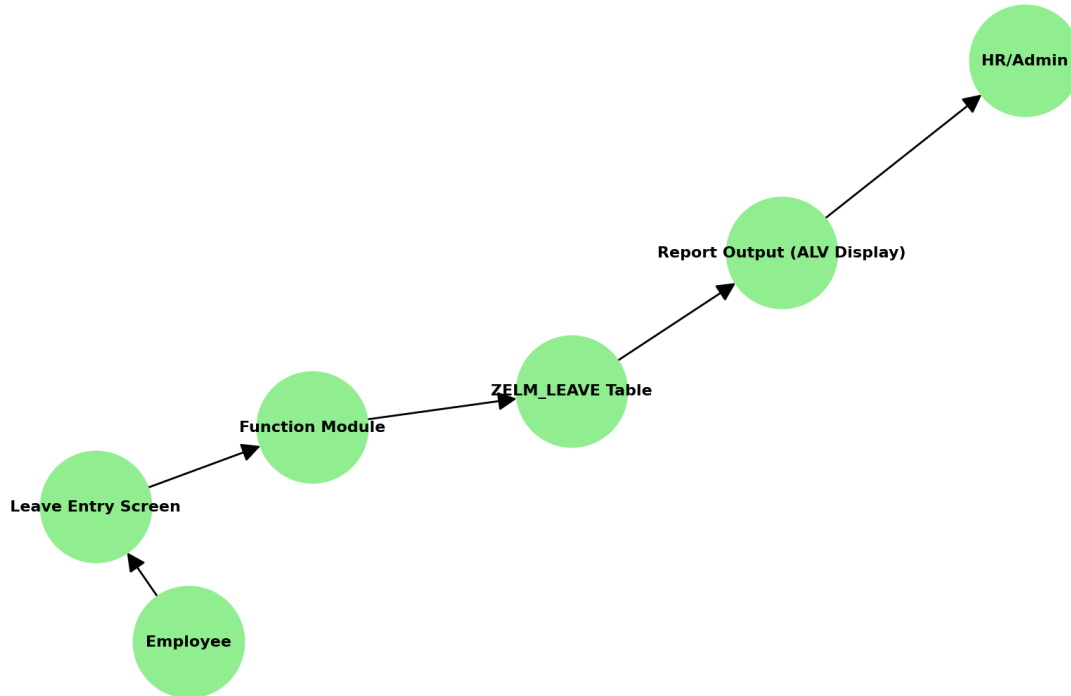 HR/Admin
Report Output (ALV Display)
ZELM_LEAVE Table
Function Module
Leave Entry Screen
Employee